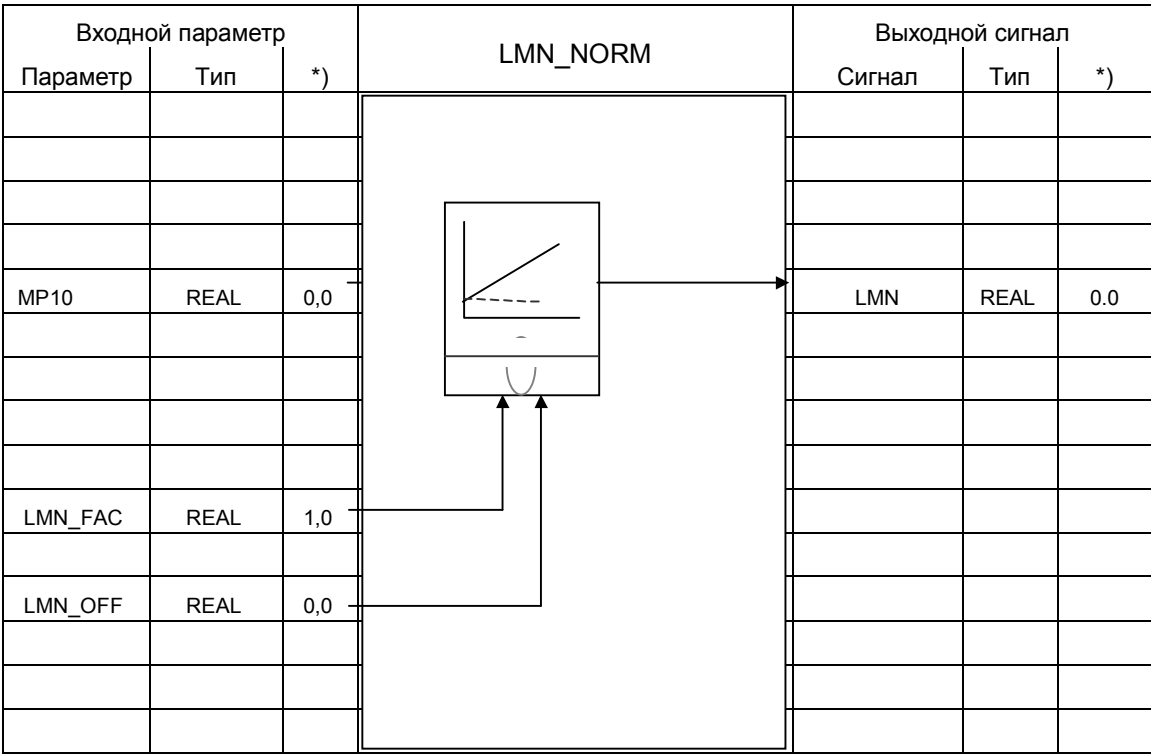 Входной параметр LMN_NORM Выходной сигнал
Параметр Тип *) Сигнал Тип *)
MP10 REAL 0,0 LMN REAL 0.0
LMN_FAC REAL 1,0
LMN_OFF REAL 0,0